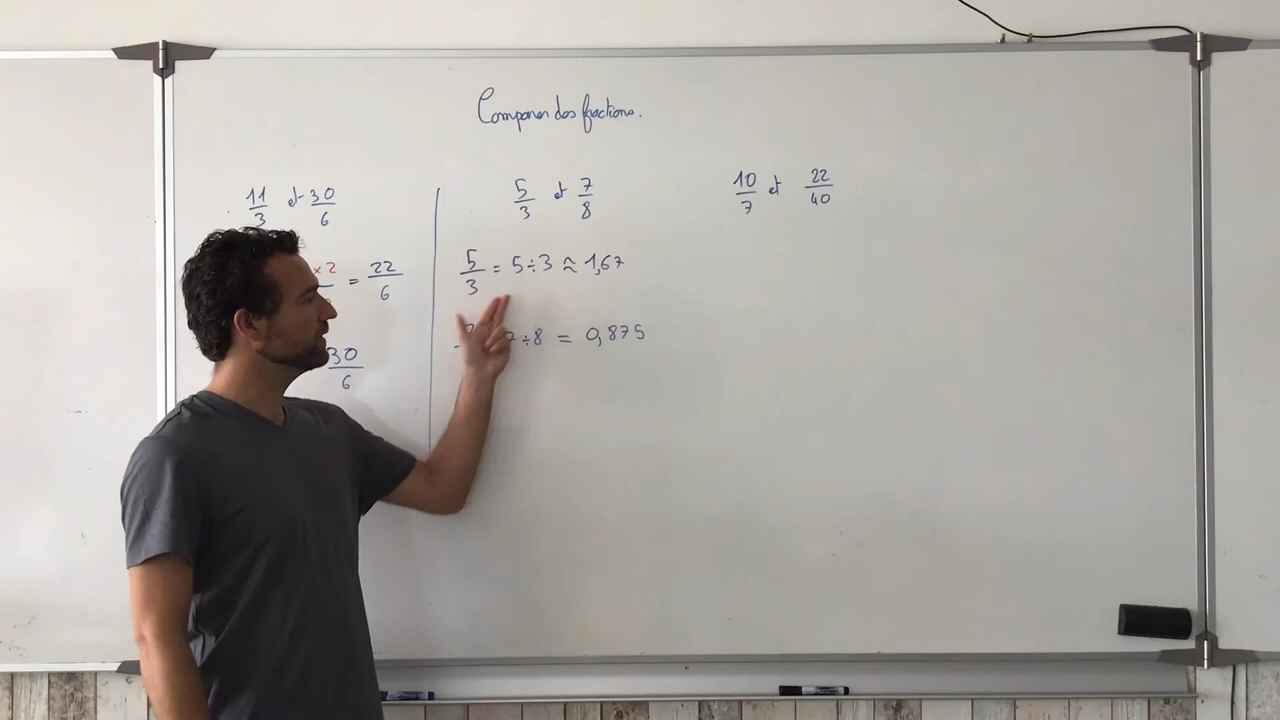 Comparer des fractions.
11/3 et 30/6
× 2
= 22/6
30/6
5/3 et 7/8
5/3 = 5 ÷ 3 ≈ 1,67
÷ 8 = 0,875
10/7 et 22/40